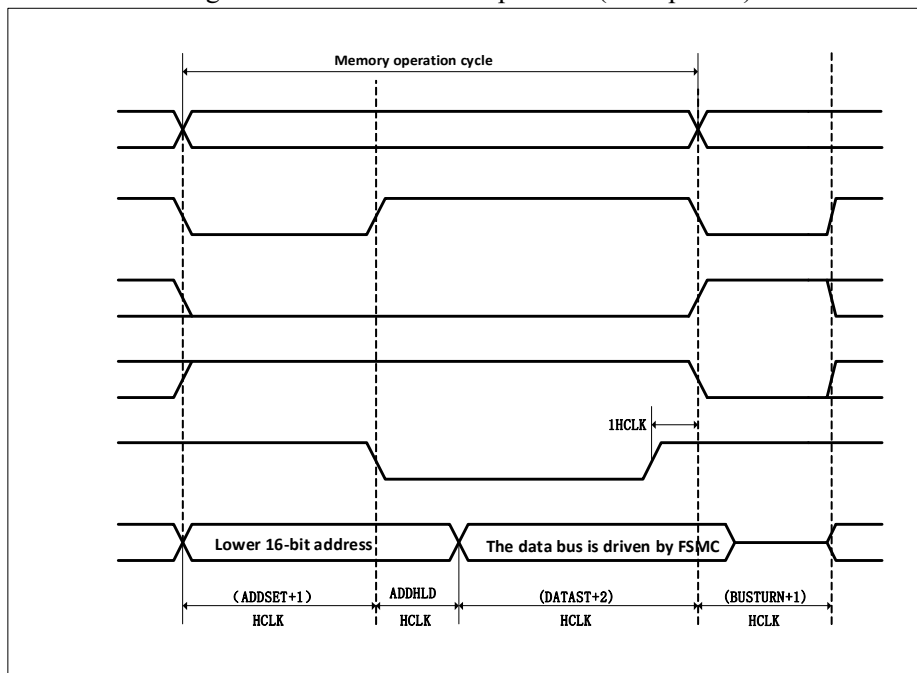 Memory operation cycle
1HCLK
Lower 16-bit address
The data bus is driven by FSMC
(ADDSET+1)
ADDHLD
(DATAST+2)
(BUSTURN+1)
HCLK
HCLK
HCLK
HCLK